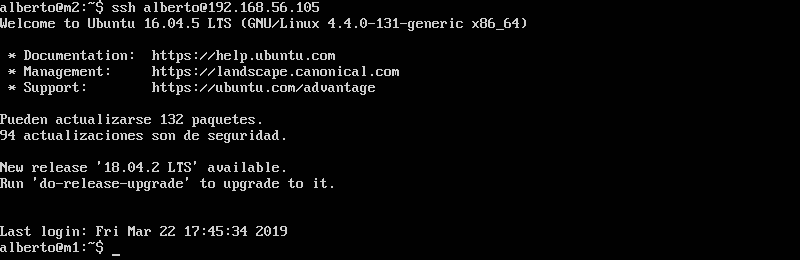 alberto@m2:~$ ssh alberto@192.168.56.105
Welcome to Ubuntu 16.04.5 LTS (GNU/Linux 4.4.0-131-generic x86_64)
* Documentation:  https://help.ubuntu.com
* Management:     https://landscape.canonical.com
* Support:        https://ubuntu.com/advantage
Pueden actualizarse 132 paquetes.
94 actualizaciones son de seguridad.
New release '18.04.2 LTS' available.
Run 'do-release-upgrade' to upgrade to it.
Last login: Fri Mar 22 17:45:34 2019
alberto@m1:~$ _